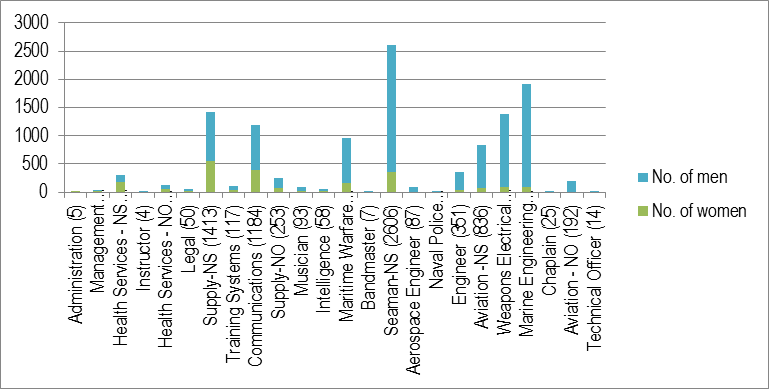 3000
2500
2000
1500
1000
500
0
Administration (5)
Management...
Health Services - NS...
Instructor (4)
Health Services - NO...
Legal (50)
Supply-NS (1413)
Training Systems (117)
Communications (1184)
Supply-NO (253)
Musician (93)
Intelligence (58)
Maritime Warfare...
Bandmaster (7)
Seaman-NS (2606)
Aerospace Engineer (87)
Naval Police...
Engineer (351)
Aviation -NS (836)
Weapons Electrical...
Marine Engineering...
Chaplain (25)
Aviation - NO (192)
Technical Officer (14)
No. of men
No. of women